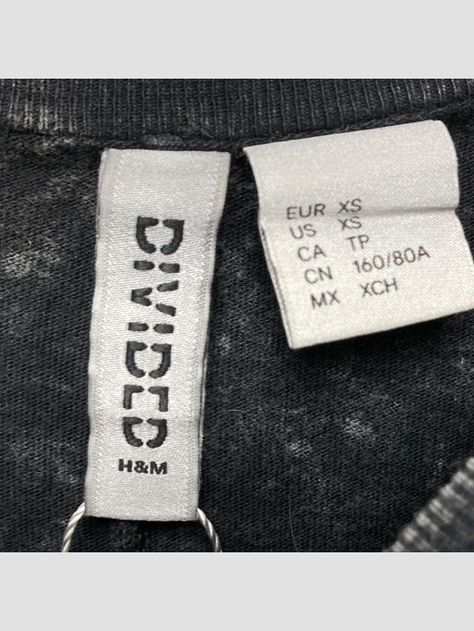 DIVIDED
H&M
EUR XS
US XS
CA TP
CN 160/80A
MX XCH